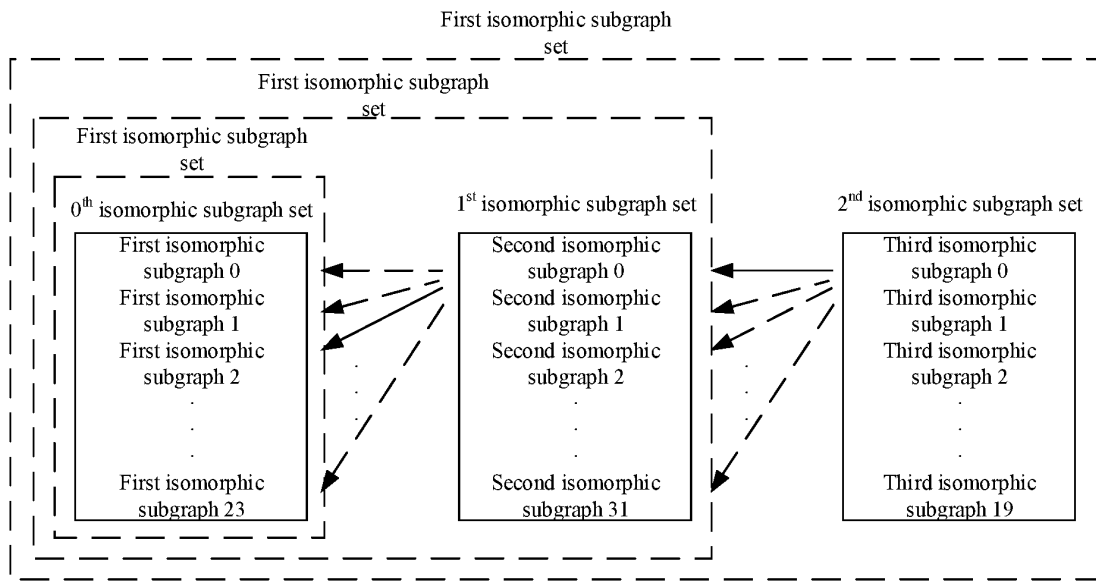 First isomorphic subgraph
set
First isomorphic subgraph
set
First isomorphic subgraph
set
0th isomorphic subgraph set
First isomorphic
subgraph 0
First isomorphic
subgraph 1
First isomorphic
subgraph 2
First isomorphic
subgraph 23
1st isomorphic subgraph set
Second isomorphic
subgraph 0
Second isomorphic
subgraph 1
Second isomorphic
subgraph 2
Second isomorphic
subgraph 31
2nd isomorphic subgraph set
Third isomorphic
subgraph 0
Third isomorphic
subgraph 1
Third isomorphic
subgraph 2
Third isomorphic
subgraph 19